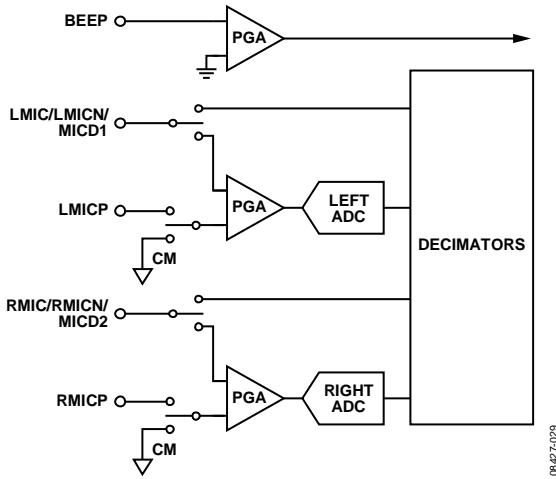 BEEP
PGA
LMIC/LMICN/
MICD1
LMICP
CM
PGA
LEFT
ADC
DECIMATORS
RMIC/RMICN/
MICD2
RMICP
CM
PGA
RIGHT
ADC
08427-029